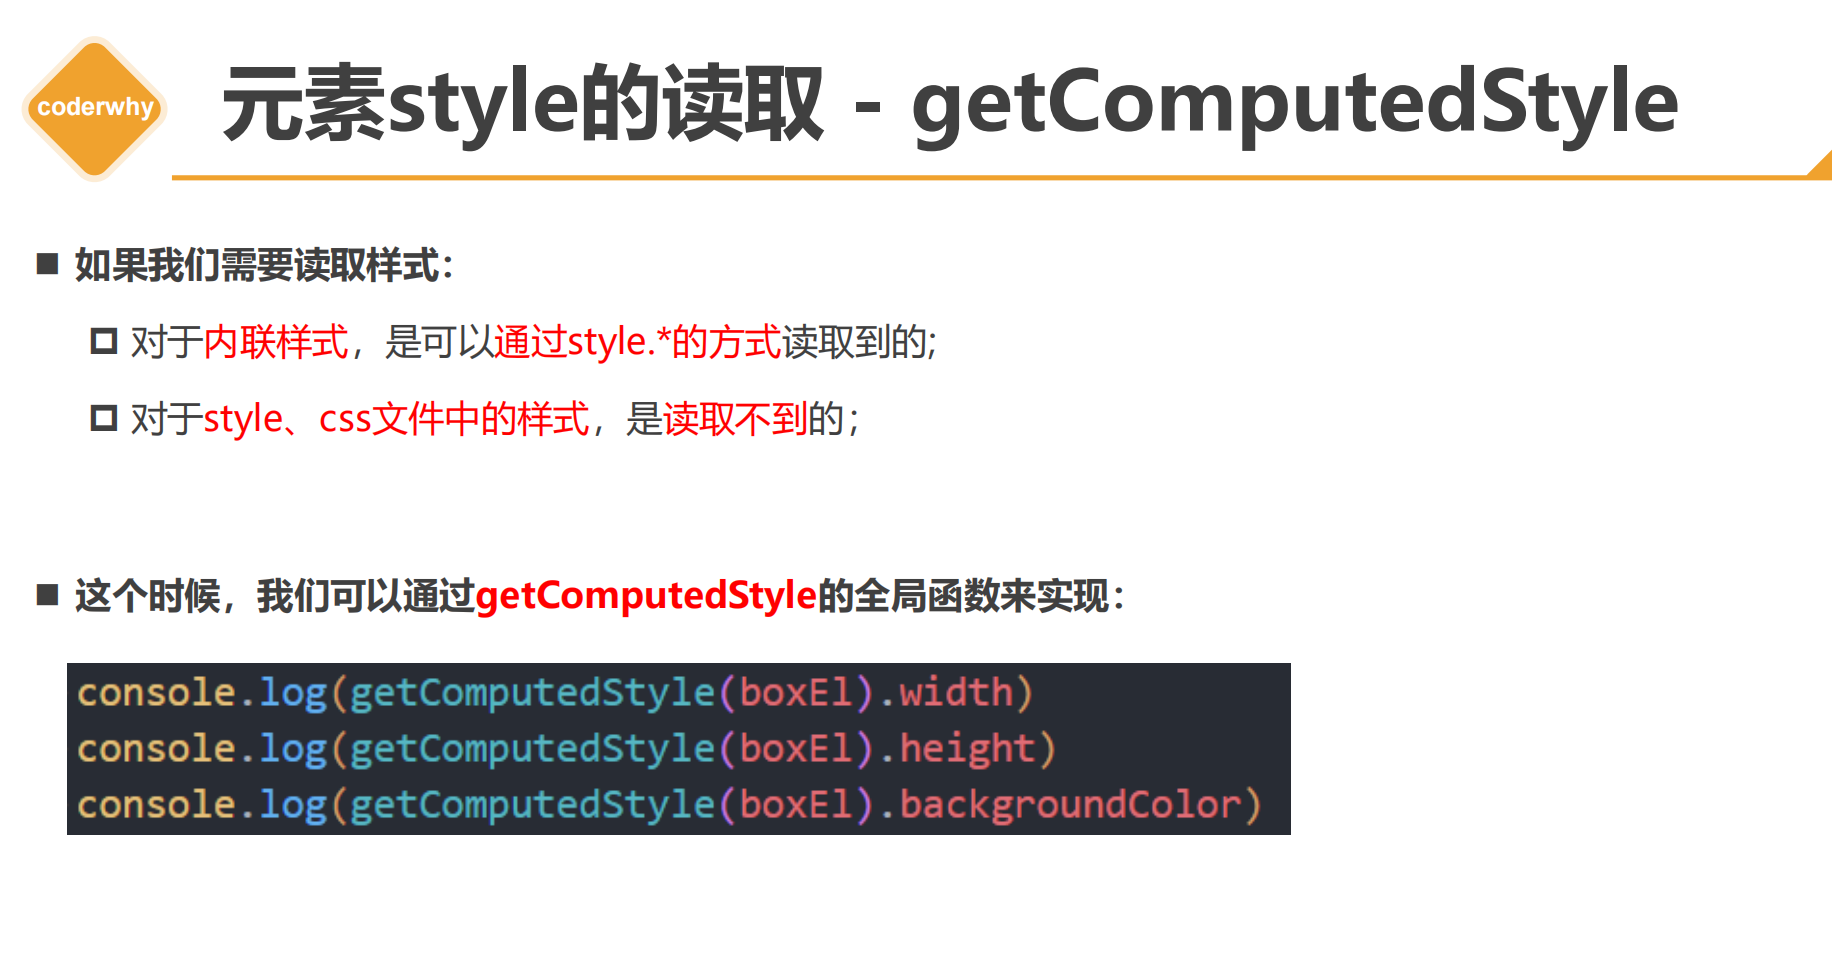 coderwhy
元素style的读取 - getComputedStyle
如果我们需要读取样式：
对于内联样式，是可以通过style.*的方式读取到的;
对于style、css文件中的样式，是读取不到的；
这个时候，我们可以通过getComputedStyle的全局函数来实现：
console.log(getComputedStyle(boxEl).width)
console.log(getComputedStyle(boxEl).height)
console.log(getComputedStyle(boxEl).backgroundColor)